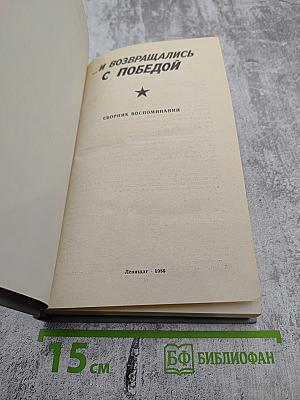 ...И ВОЗВРАЩАЛИСЬ
С ПОБЕДОЙ
СБОРНИК ВОСПОМИНАНИЙ
Лениздат · 1986
15 см
БФ БИБЛИОФАН